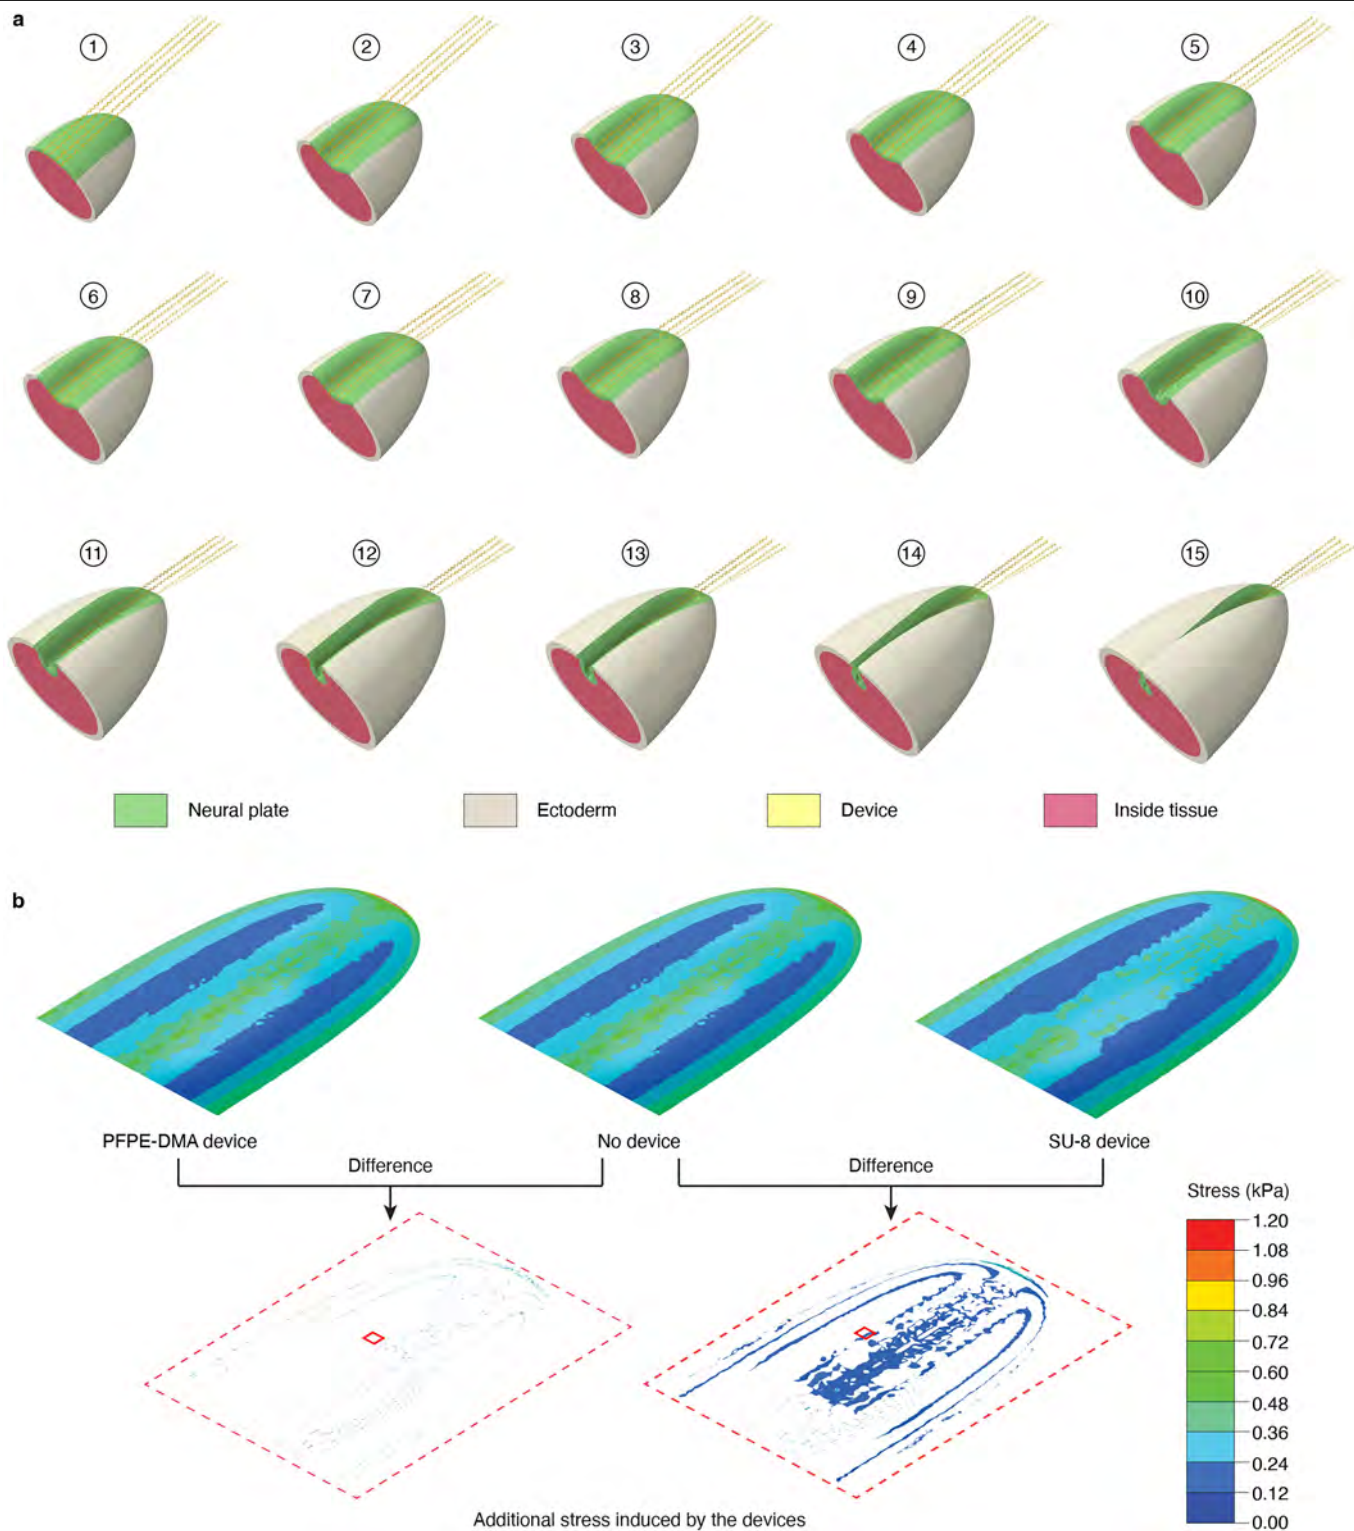 a
① ② ③ ④ ⑤
⑥ ⑦ ⑧ ⑨ ⑩
⑪ ⑫ ⑬ ⑭ ⑮
Neural plate Ectoderm Device Inside tissue
b
PFPE-DMA device No device SU-8 device
Difference Difference
Stress (kPa)
1.20
1.08
0.96
0.84
0.72
0.60
0.48
0.36
0.24
0.12
0.00
Additional stress induced by the devices